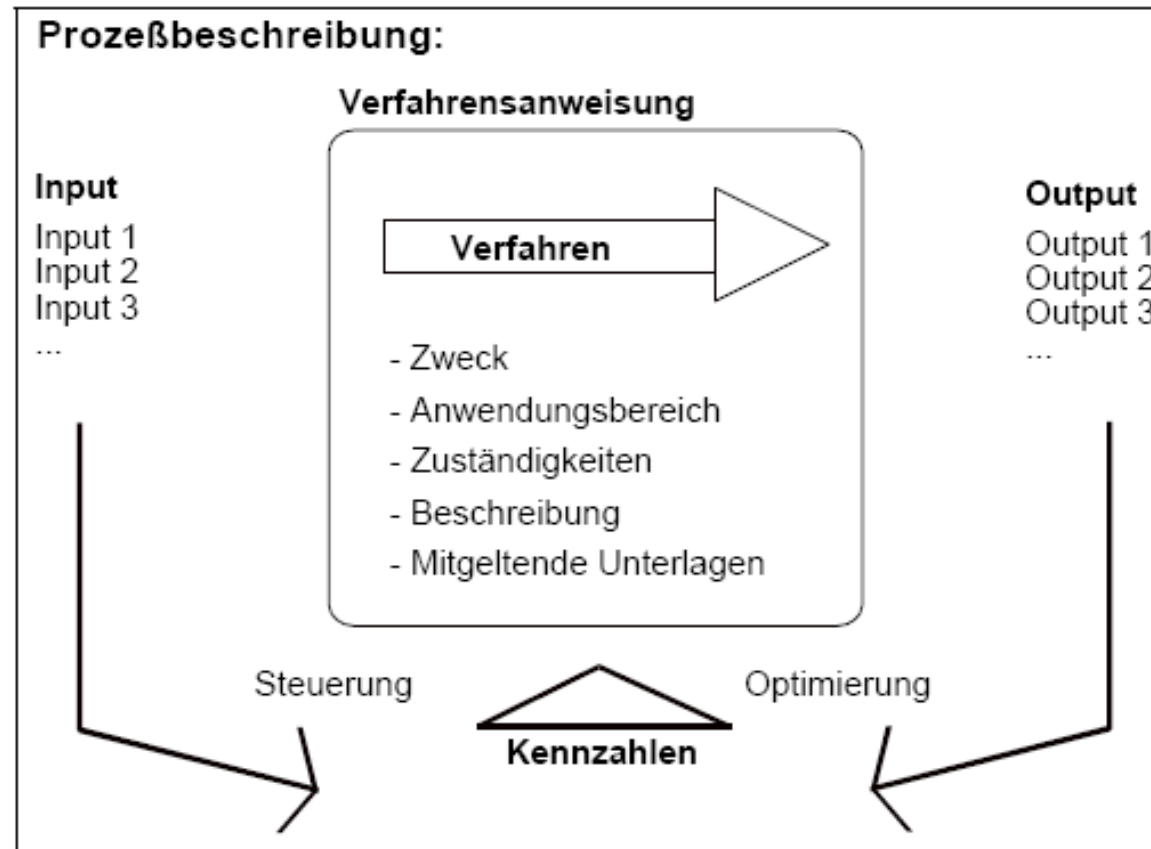 Prozeßbeschreibung:
Verfahrensanweisung
Input
Input 1
Input 2
Input 3
...
Verfahren
- Zweck
- Anwendungsbereich
- Zuständigkeiten
- Beschreibung
- Mitgeltende Unterlagen
Output
Output 1
Output 2
Output 3
...
Steuerung
Optimierung
Kennzahlen